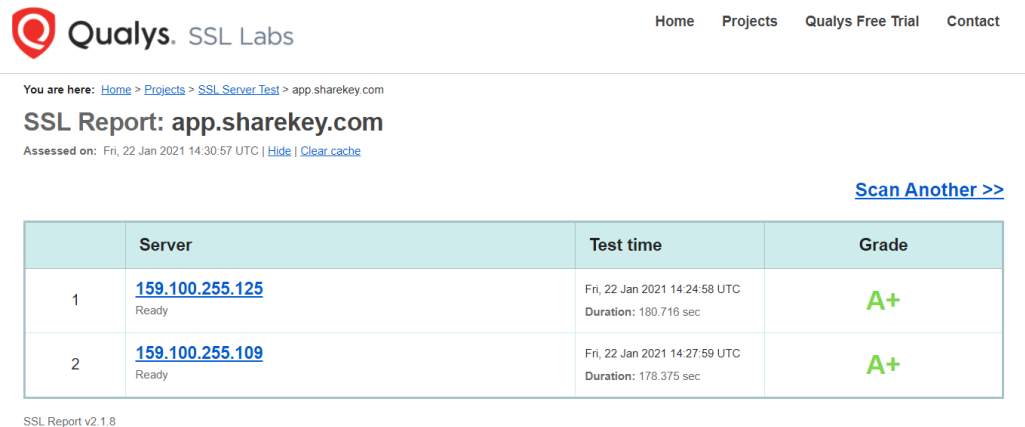 Qualys. SSL Labs
Home Projects Qualys Free Trial Contact
You are here: Home > Projects > SSL Server Test > app.sharekey.com
SSL Report: app.sharekey.com
Assessed on: Fri, 22 Jan 2021 14:30:57 UTC | Hide | Clear cache
Scan Another >>
Server Test time Grade
1 159.100.255.125 Ready Fri, 22 Jan 2021 14:24:58 UTC Duration: 180.716 sec A+
2 159.100.255.109 Ready Fri, 22 Jan 2021 14:27:59 UTC Duration: 178.375 sec A+
SSL Report v2.1.8